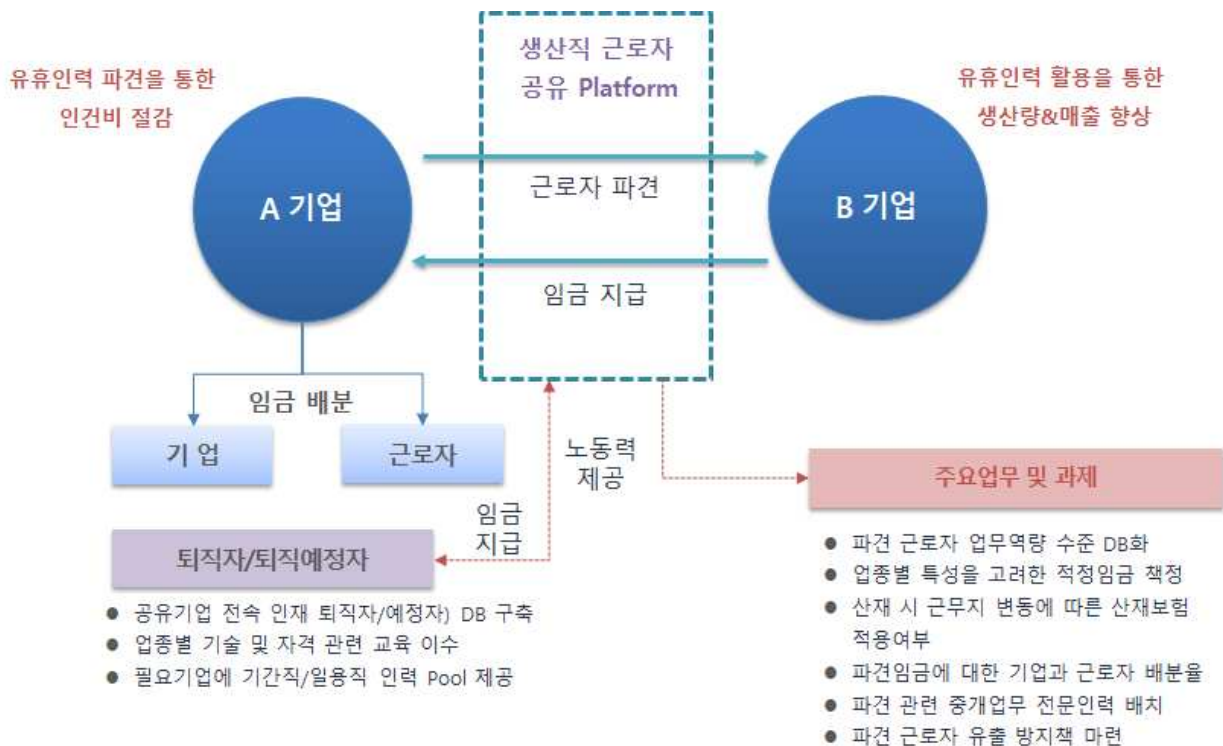 생산직 근로자
공유 Platform
유휴인력 파견을 통한
인건비 절감
유휴인력 활용을 통한
생산량&매출 향상
A 기업
근로자 파견
B 기업
임금 지급
임금 배분
기 업
근로자
노동력
제공
주요업무 및 과제
임금
지급
퇴직자/퇴직예정자
● 공유기업 전속 인재 퇴직자/예정자) DB 구축
● 업종별 기술 및 자격 관련 교육 이수
● 필요기업에 기간직/일용직 인력 Pool 제공
● 파견 근로자 업무역량 수준 DB화
● 업종별 특성을 고려한 적정임금 책정
● 산재 시 근무지 변동에 따른 산재보험
적용여부
● 파견임금에 대한 기업과 근로자 배분율
● 파견 관련 중개업무 전문인력 배치
● 파견 근로자 유출 방지책 마련